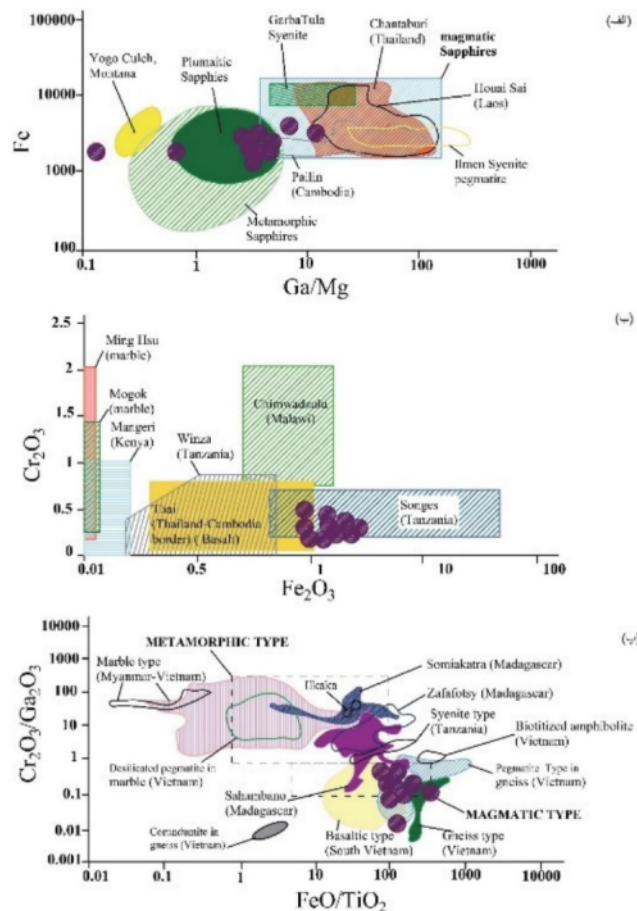 (الف)
100000
10000
1000
100
Fe
0.1
1
10
100
1000
Ga/Mg
Yogo Culch,
Montana
Plumaitic
Sapphies
GarbaTula
Syenite
Chantaburi
(Thailand)
magmatic
Sapphires
Houai Sai
(Laos)
Pailin
(Cambodia)
Ilmen Syenite
pegmatite
Metamorphic
Sapphires
(ب)
2.5
2
1.5
1
0.5
0
Cr₂O₃
0.01
0.5
1
10
100
Fe₂O₃
Ming Hsu
(marble)
Mogok
(marble)
Mangeri
(Kenya)
Winza
(Tanzania)
Chimwadzulu
(Malawi)
Thai
(Thailand-Cambodia
border) (Basalt)
Songes
(Tanzania)
(پ)
10000
1000
100
10
1
0.1
0.01
0.001
Cr₂O₃/Ga₂O₃
0.01
0.1
1
10
100
1000
10000
FeO/TiO₂
METAMORPHIC TYPE
Marble type
(Myanmar-Vietnam)
Somiakatra (Madagascar)
Ilkaka
Zafafotsy (Madagascar)
Syenite type
(Tanzania)
Biotitized amphibolite
(Vietnam)
Desilicated pegmatite in
marble (Vietnam)
Pegmatite Type in
gneiss (Vietnam)
Sahambano
(Madagascar)
MAGMATIC TYPE
in
gneiss (Vietnam)
Basaltic type
(South Vietnam)
Gneiss type
(Vietnam)